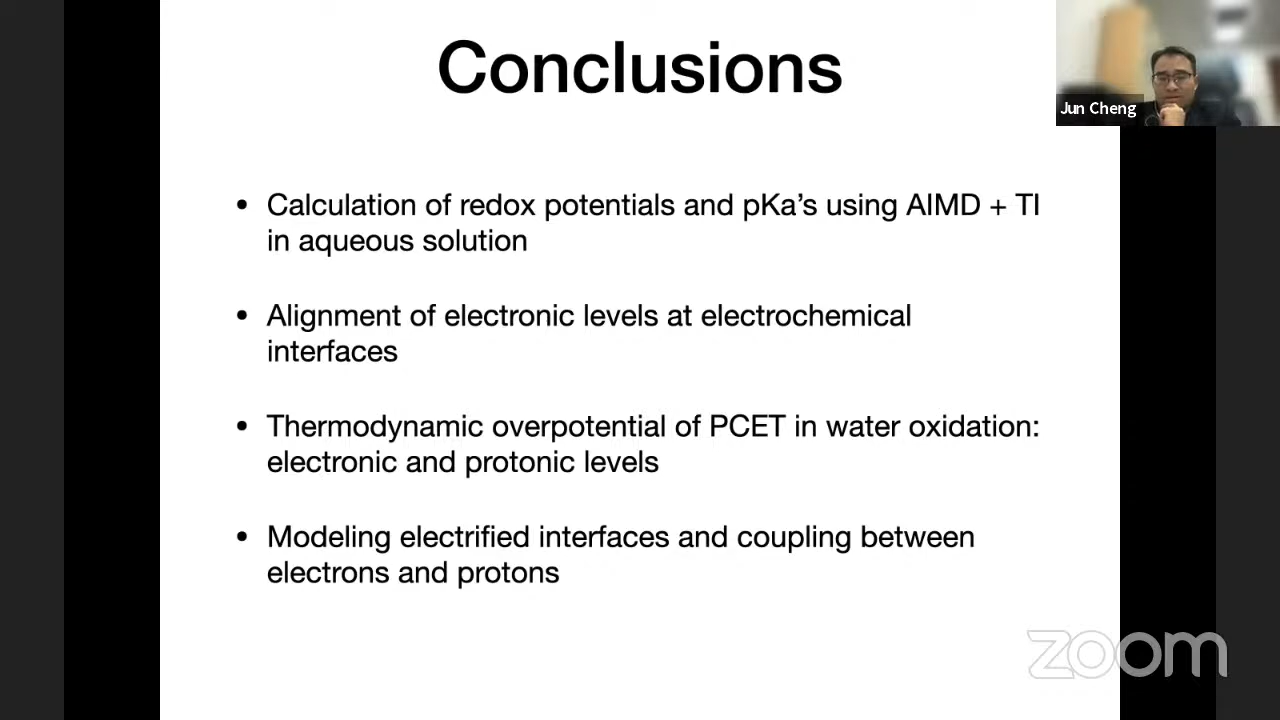 Conclusions
Jun Cheng
• Calculation of redox potentials and pKa’s using AIMD + TI
in aqueous solution
• Alignment of electronic levels at electrochemical
interfaces
• Thermodynamic overpotential of PCET in water oxidation:
electronic and protonic levels
• Modeling electrified interfaces and coupling between
electrons and protons
zoom